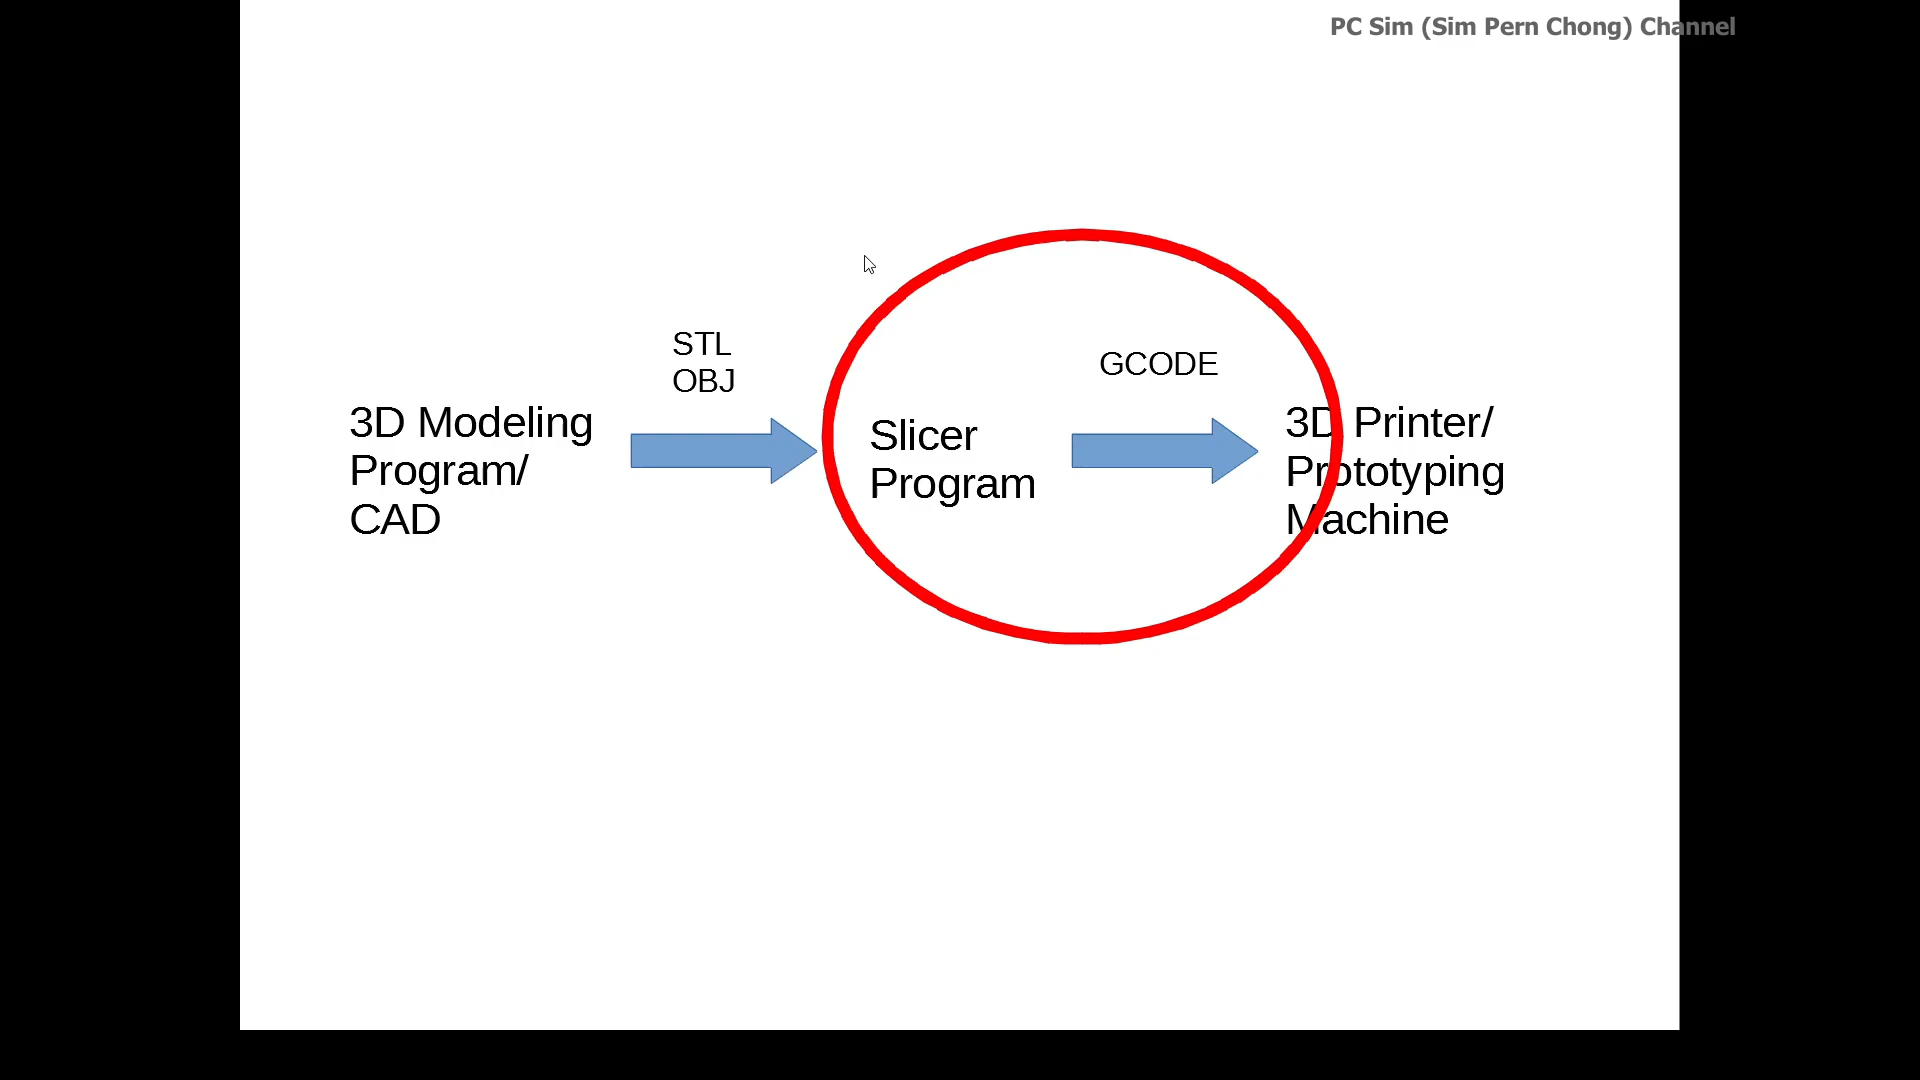 PC Sim (Sim Pern Chong) Channel
STL
OBJ
GCODE
3D Modeling
Program/
CAD
Slicer
Program
3D Printer/
Prototyping
Machine